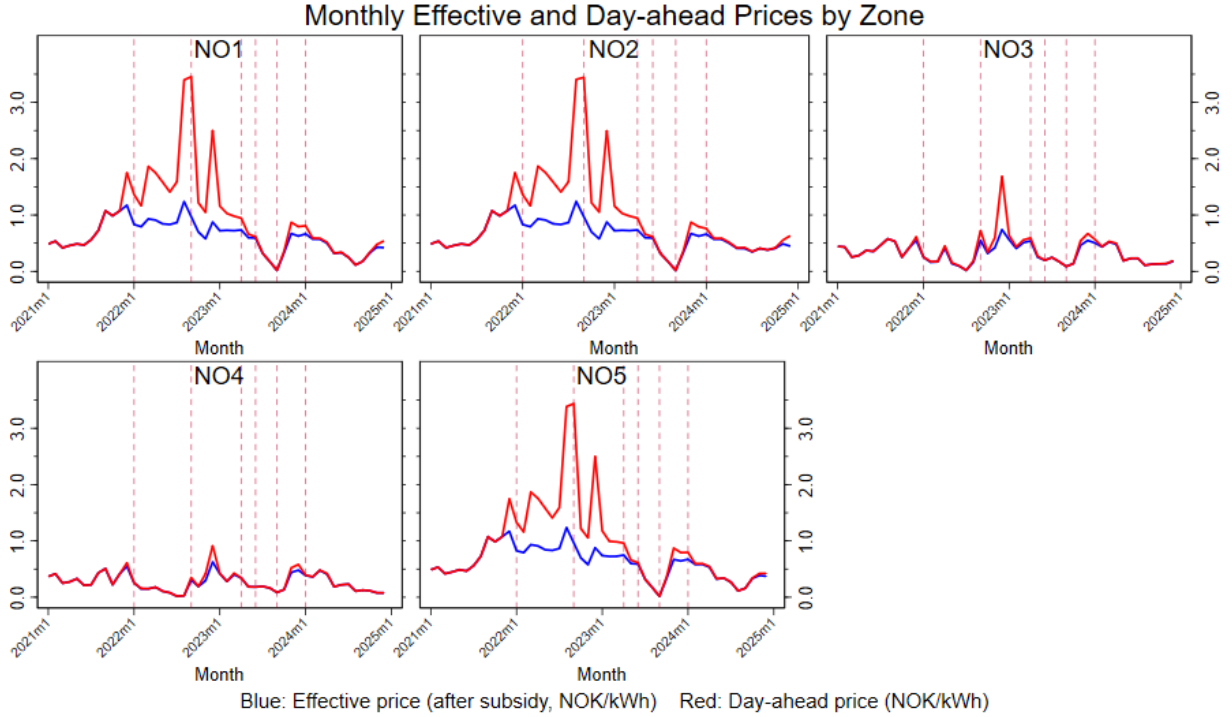 Monthly Effective and Day-ahead Prices by Zone
NO1
NO2
NO3
0.0
1.0
2.0
3.0
0.0
1.0
2.0
3.0
2021m1
2022m1
2023m1
2024m1
2025m1
2021m1
2022m1
2023m1
2024m1
2025m1
2021m1
2022m1
2023m1
2024m1
2025m1
Month
Month
Month
NO4
NO5
0.0
1.0
2.0
3.0
0.0
1.0
2.0
3.0
2021m1
2022m1
2023m1
2024m1
2025m1
2021m1
2022m1
2023m1
2024m1
2025m1
Month
Month
Blue: Effective price (after subsidy, NOK/kWh) Red: Day-ahead price (NOK/kWh)